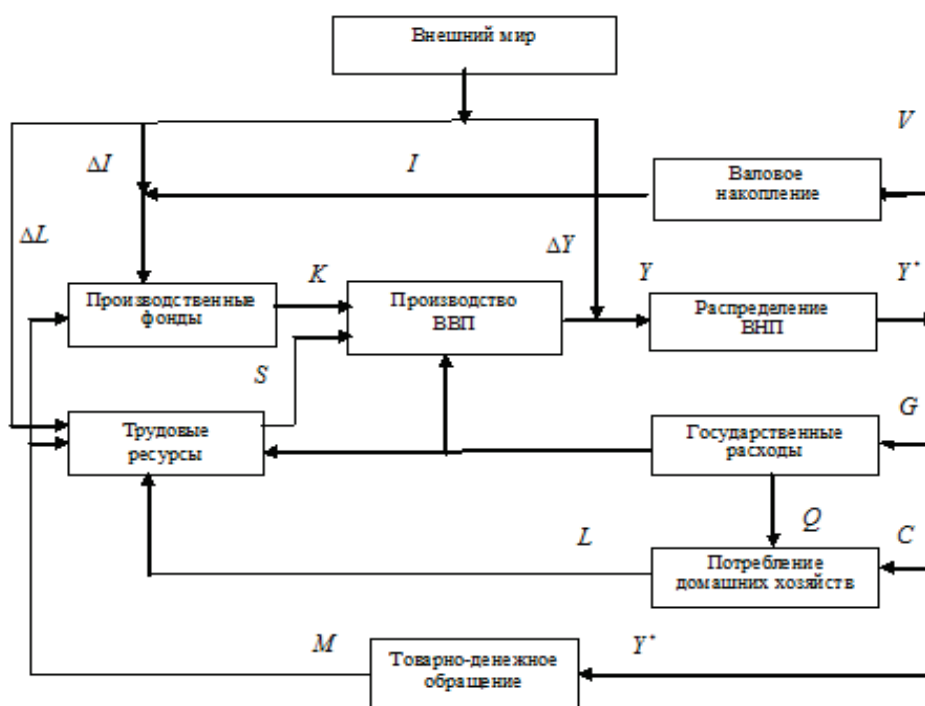 Внешний мир
V
ΔI
I
Валовое
накопление
ΔL
ΔY
K
Y
Y*
Производственные
фонды
Производство
ВВП
Распределение
ВНП
S
G
Трудовые
ресурсы
Государственные
расходы
Q
L
C
Потребление
домашних хозяйств
M
Y*
Товарно-денежное
обращение